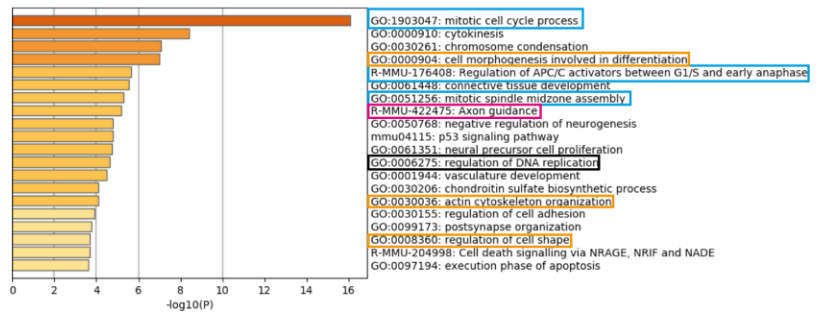 GO:1903047: mitotic cell cycle process
GO:0000910: cytokinesis
GO:0030261: chromosome condensation
GO:0000904: cell morphogenesis involved in differentiation
R-MMU-176408: Regulation of APC/C activators between G1/S and early anaphase
GO:0061448: connective tissue development
GO:0051256: mitotic spindle midzone assembly
R-MMU-422475: Axon guidance
GO:0050768: negative regulation of neurogenesis
mmu04115: p53 signaling pathway
GO:0061351: neural precursor cell proliferation
GO:0006275: regulation of DNA replication
GO:0001944: vasculature development
GO:0030206: chondroitin sulfate biosynthetic process
GO:0030036: actin cytoskeleton organization
GO:0030155: regulation of cell adhesion
GO:0099173: postsynapse organization
GO:0008360: regulation of cell shape
R-MMU-204998: Cell death signalling via NRAGE, NRIF and NADE
GO:0097194: execution phase of apoptosis
0 2 4 6 8 10 12 14 16
-log10(P)